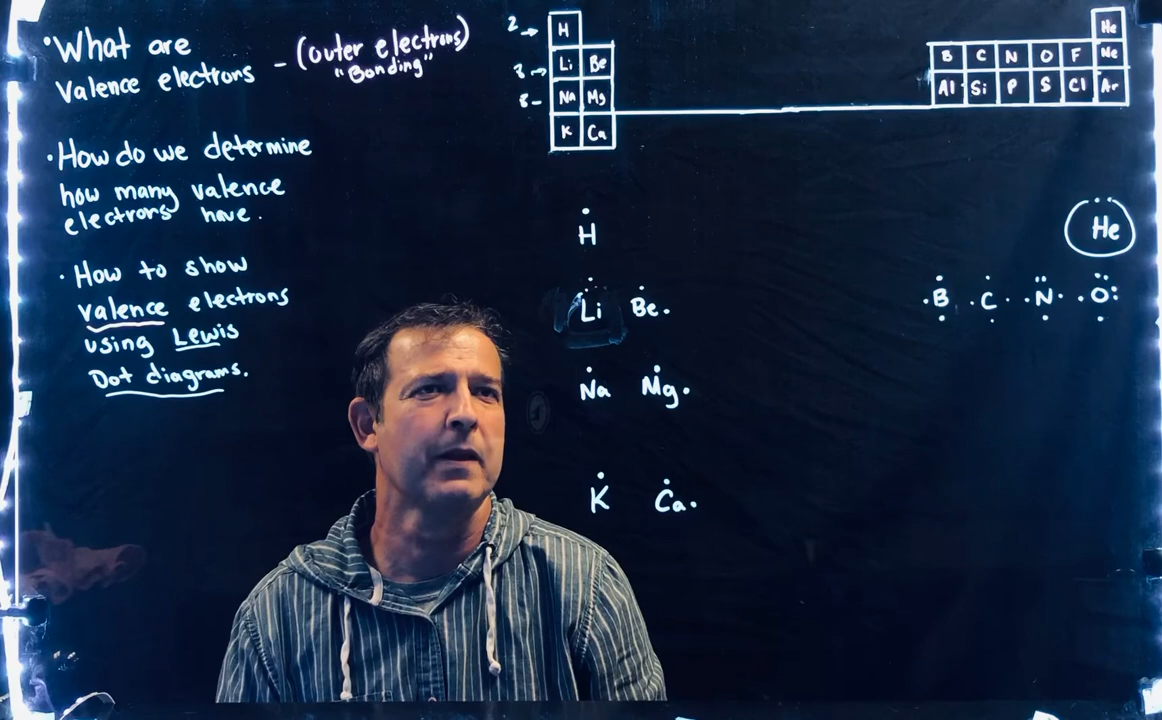 • What are
Valence electrons - (outer electrons)
"Bonding"
• How do we determine
how many valence
electrons have.
• How to show
valence electrons
using Lewis
Dot diagrams.
2 → H He
8 → Li Be B C N O F Ne
8 - Na Mg Al Si P S Cl Ar
K Ca
H He
Li Be B C N O
Na Mg
K Ca